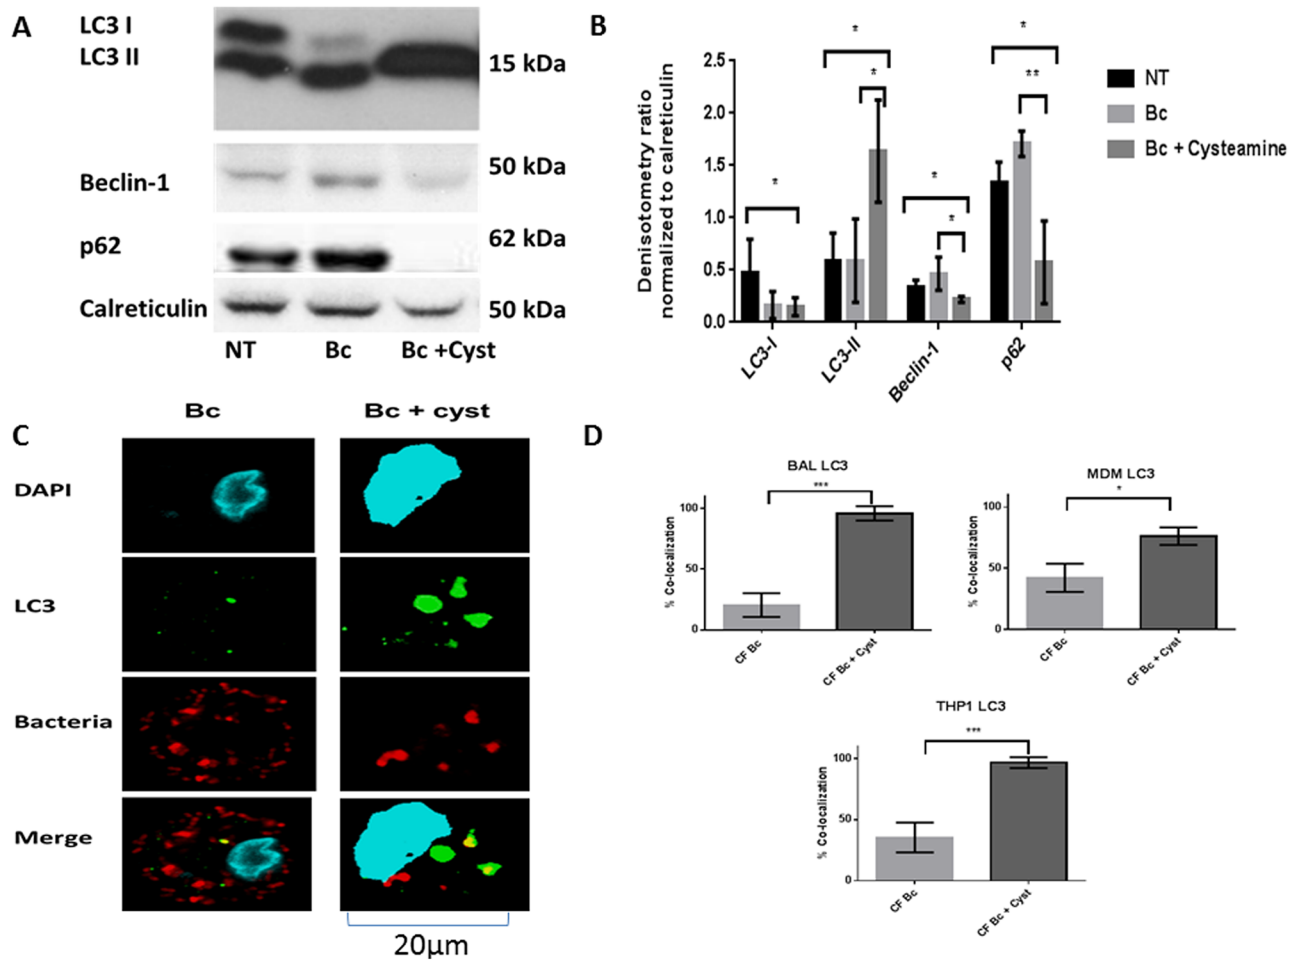 A
LC3 I
LC3 II
15 kDa
Beclin-1
50 kDa
p62
62 kDa
Calreticulin
50 kDa
NT
Bc
Bc +Cyst
B
Denisotometry ratio
normalized to calreticulin
2.5
2.0
1.5
1.0
0.5
0.0
*
*
*
*
*
*
**
LC3-I
LC3-II
Beclin-1
p62
NT
Bc
Bc + Cysteamine
C
Bc
Bc + cyst
DAPI
LC3
Bacteria
Merge
20μm
D
BAL LC3
***
% Co-localization
100
50
0
CF Bc
CF Bc + Cyst
MDM LC3
*
% Co-localization
100
50
0
CF Bc
CF Bc + Cyst
THP1 LC3
***
% Co-localization
100
50
0
CF Bc
CF Bc + Cyst